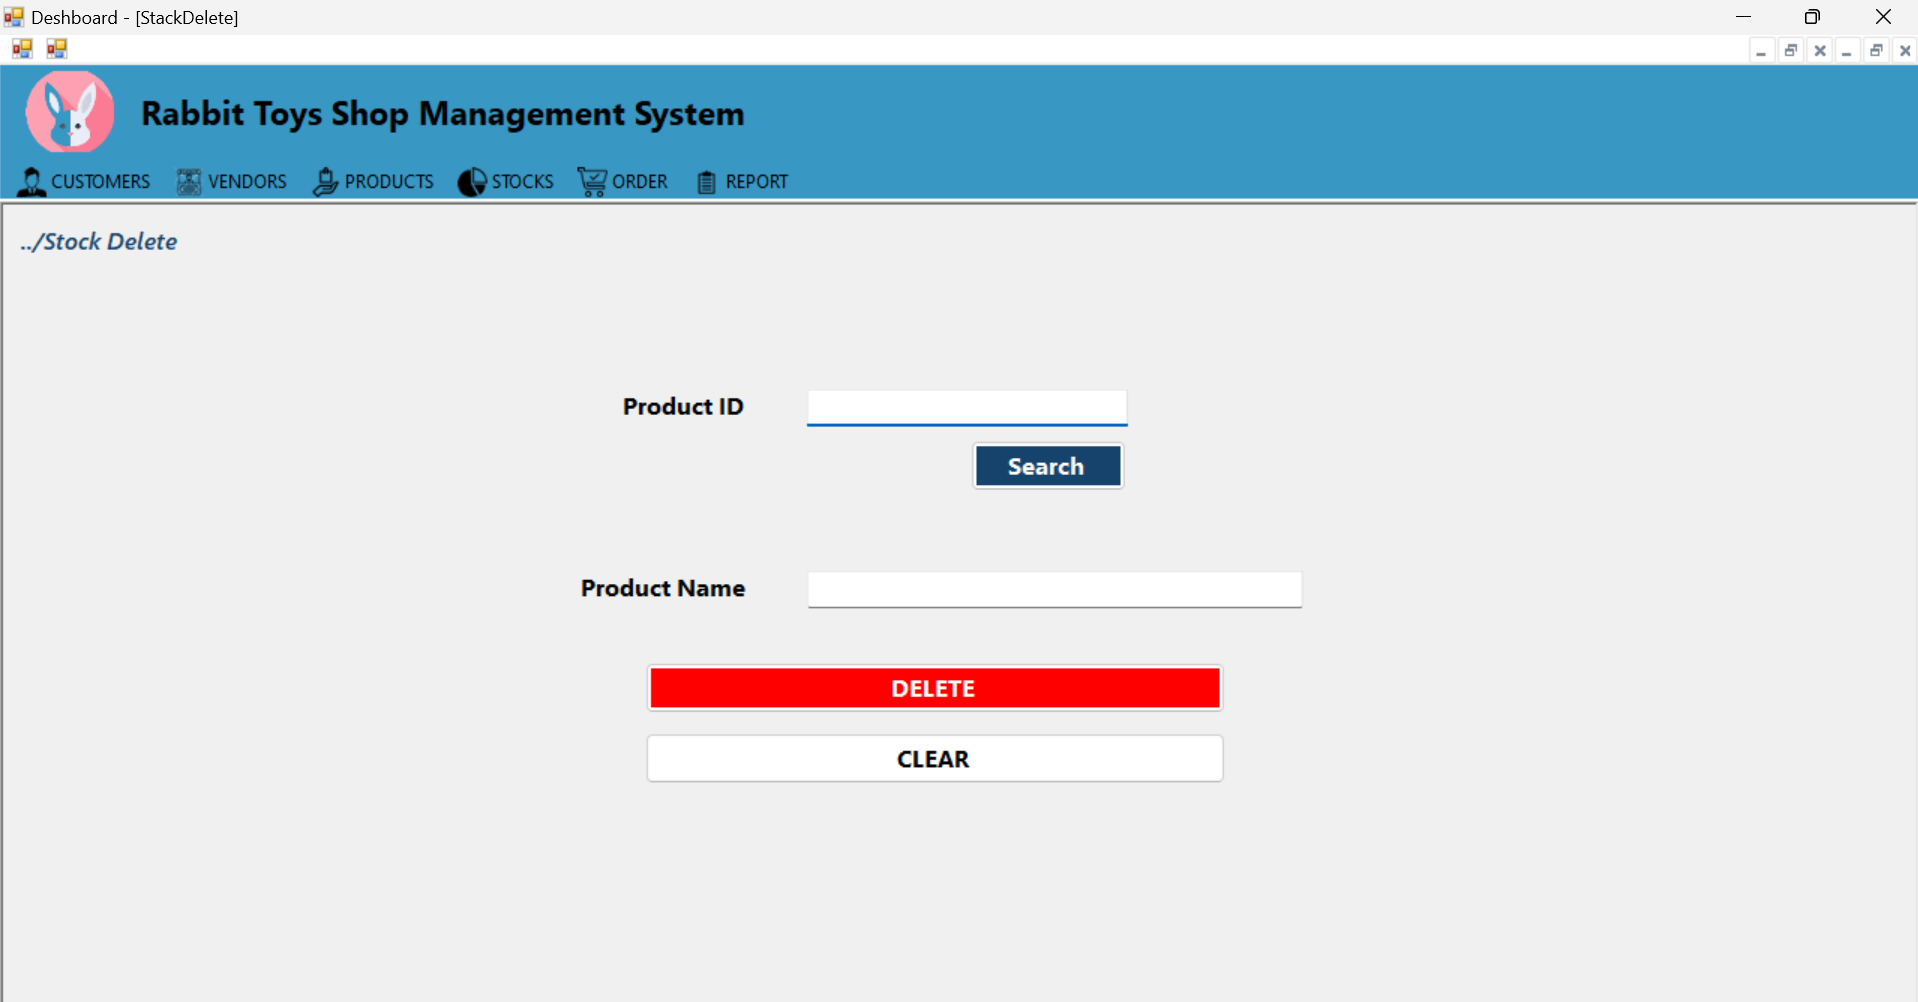 Deshboard - [StackDelete]
Rabbit Toys Shop Management System
CUSTOMERS VENDORS PRODUCTS STOCKS ORDER REPORT
../Stock Delete
Product ID
Search
Product Name
DELETE
CLEAR